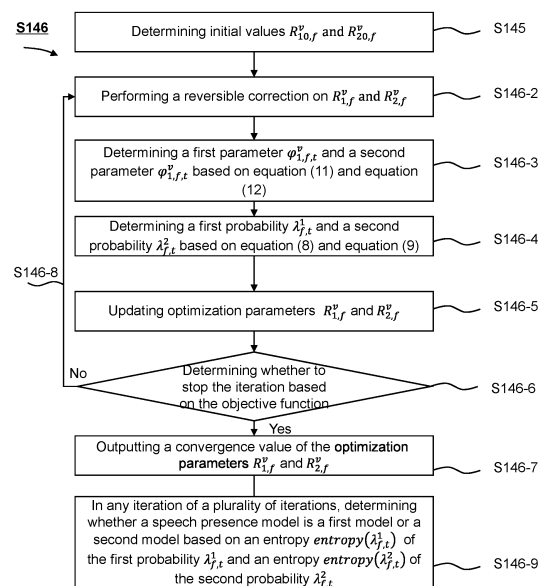 S146
Determining initial values R^v_{10,f} and R^v_{20,f}
S145
Performing a reversible correction on R^v_{1,f} and R^v_{2,f}
S146-2
Determining a first parameter φ^v_{1,f,t} and a second
parameter φ^v_{1,f,t} based on equation (11) and equation
(12)
S146-3
Determining a first probability λ^1_{f,t} and a second
probability λ^2_{f,t} based on equation (8) and equation (9)
S146-4
S146-8
Updating optimization parameters R^v_{1,f} and R^v_{2,f}
S146-5
No
Determining whether to
stop the iteration based
on the objective function
S146-6
Yes
Outputting a convergence value of the optimization
parameters R^v_{1,f} and R^v_{2,f}
S146-7
In any iteration of a plurality of iterations, determining
whether a speech presence model is a first model or a
second model based on an entropy entropy(λ^1_{f,t}) of
the first probability λ^1_{f,t} and an entropy entropy(λ^2_{f,t}) of
the second probability λ^2_{f,t}
S146-9